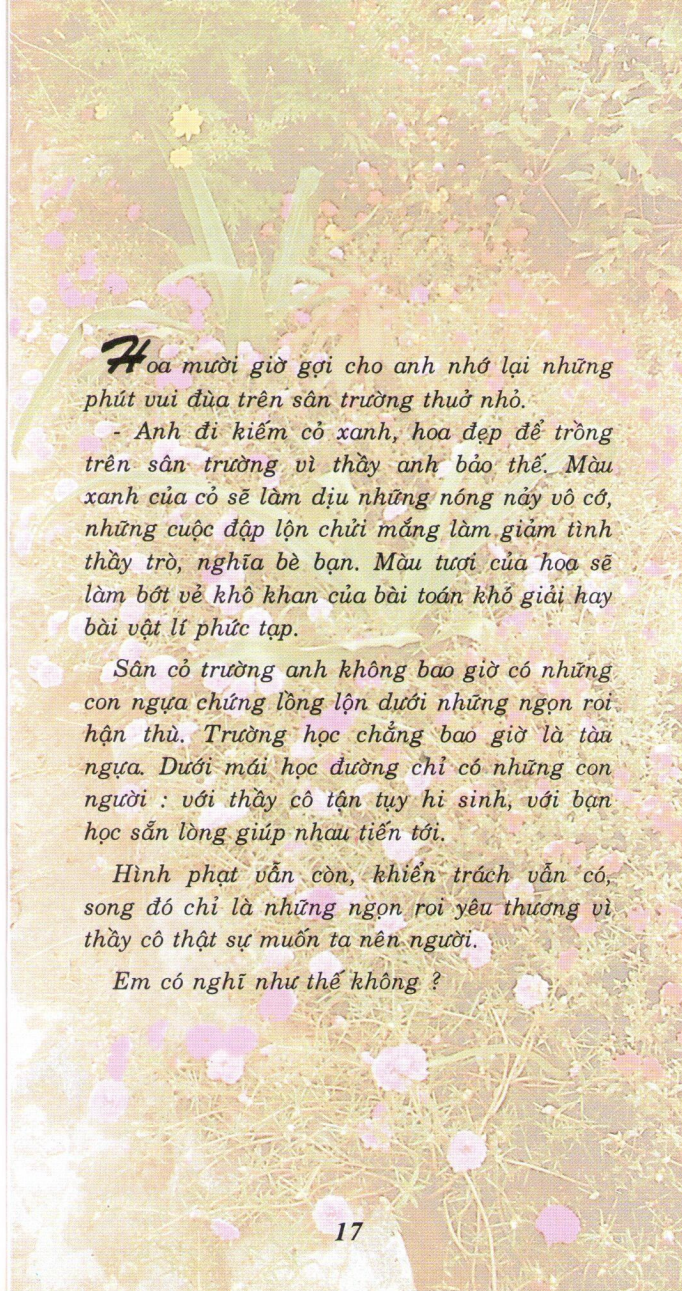 Hoa mười giờ gợi cho anh nhớ lại những
phút vui đùa trên sân trường thuở nhỏ.
- Anh đi kiếm cỏ xanh, hoa đẹp để trồng
trên sân trường vì thầy anh bảo thế. Màu
xanh của cỏ sẽ làm dịu những nóng nảy vô cớ,
những cuộc đập lộn chửi mắng làm giảm tình
thầy trò, nghĩa bè bạn. Màu tươi của hoa sẽ
làm bớt vẻ khô khan của bài toán khó giải hay
bài vật lí phức tạp.
Sân cỏ trường anh không bao giờ có những
con ngựa chứng lồng lộn dưới những ngọn roi
hận thù. Trường học chẳng bao giờ là tàu
ngựa. Dưới mái học đường chỉ có những con
người : với thầy cô tận tụy hi sinh, với bạn
học sẵn lòng giúp nhau tiến tới.
Hình phạt vẫn còn, khiển trách vẫn có,
song đó chỉ là những ngọn roi yêu thương vì
thầy cô thật sự muốn ta nên người.
Em có nghĩ như thế không ?
17